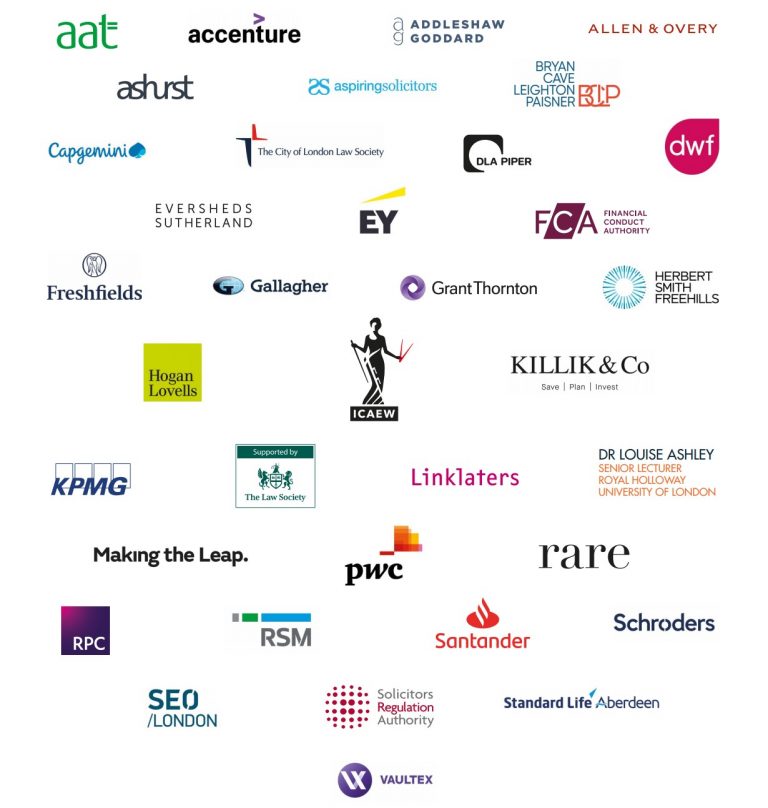 aat
accenture
ag
ADDLESHAW
GODDARD
ALLEN & OVERY
ashurst
aspiringsolicitors
BRYAN
CAVE
LEIGHTON
PAISNER
BCLP
Capgemini
The City of London Law Society
DLA PIPER
dwf
EVERSHEDS
SUTHERLAND
EY
FCA
FINANCIAL
CONDUCT
AUTHORITY
Freshfields
G
Gallagher
GrantThornton
HERBERT
SMITH
FREEHILLS
Hogan
Lovells
ICAEW
KILLIK & Co
Save | Plan | Invest
KPMG
Supported by
The Law Society
Linklaters
DR LOUISE ASHLEY
SENIOR LECTURER
ROYAL HOLLOWAY
UNIVERSITY OF LONDON
Making the Leap.
pwc
rare
RPC
RSM
Santander
Schroders
SEO
/LONDON
Solicitors
Regulation
Authority
Standard Life Aberdeen
VX
VAULTEX